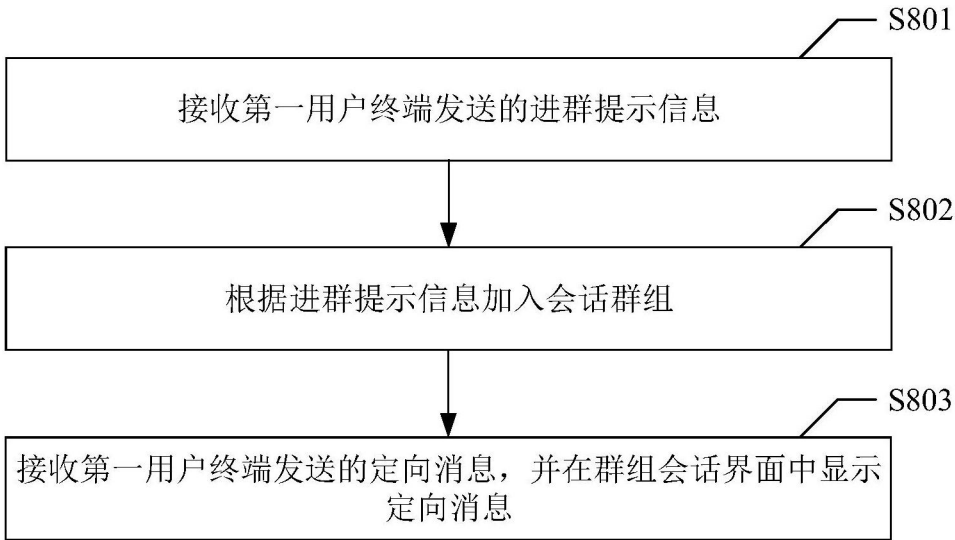 S801
接收第一用户终端发送的进群提示信息
S802
根据进群提示信息加入会话群组
S803
接收第一用户终端发送的定向消息，并在群组会话界面中显示
定向消息